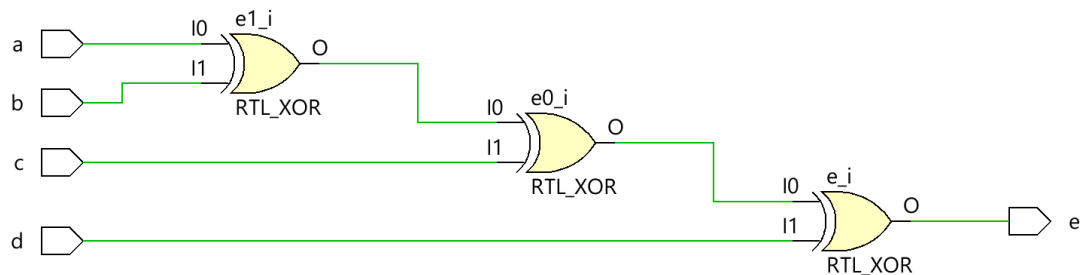 a
I0
e1_i
O
I1
b
RTL_XOR
I0
e0_i
O
I1
c
RTL_XOR
I0
e_i
O
I1
d
e
RTL_XOR